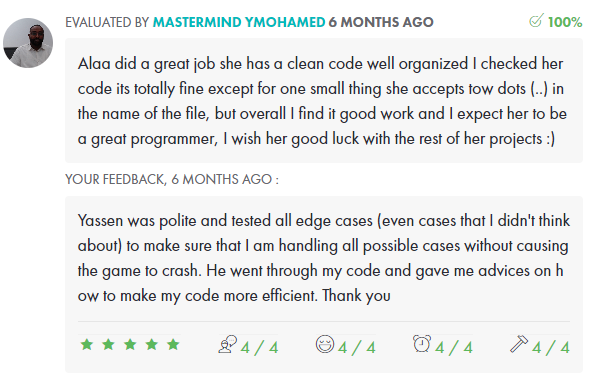 EVALUATED BY MASTERMIND YMOHAMED 6 MONTHS AGO 100%
Alaa did a great job she has a clean code well organized I checked her
code its totally fine except for one small thing she accepts tow dots (..) in
the name of the file, but overall I find it good work and I expect her to be
a great programmer, I wish her good luck with the rest of her projects :)
YOUR FEEDBACK, 6 MONTHS AGO :
Yassen was polite and tested all edge cases (even cases that I didn't think
about) to make sure that I am handling all possible cases without causing
the game to crash. He went through my code and gave me advices on h
ow to make my code more efficient. Thank you
4 / 4 4 / 4 4 / 4 4 / 4